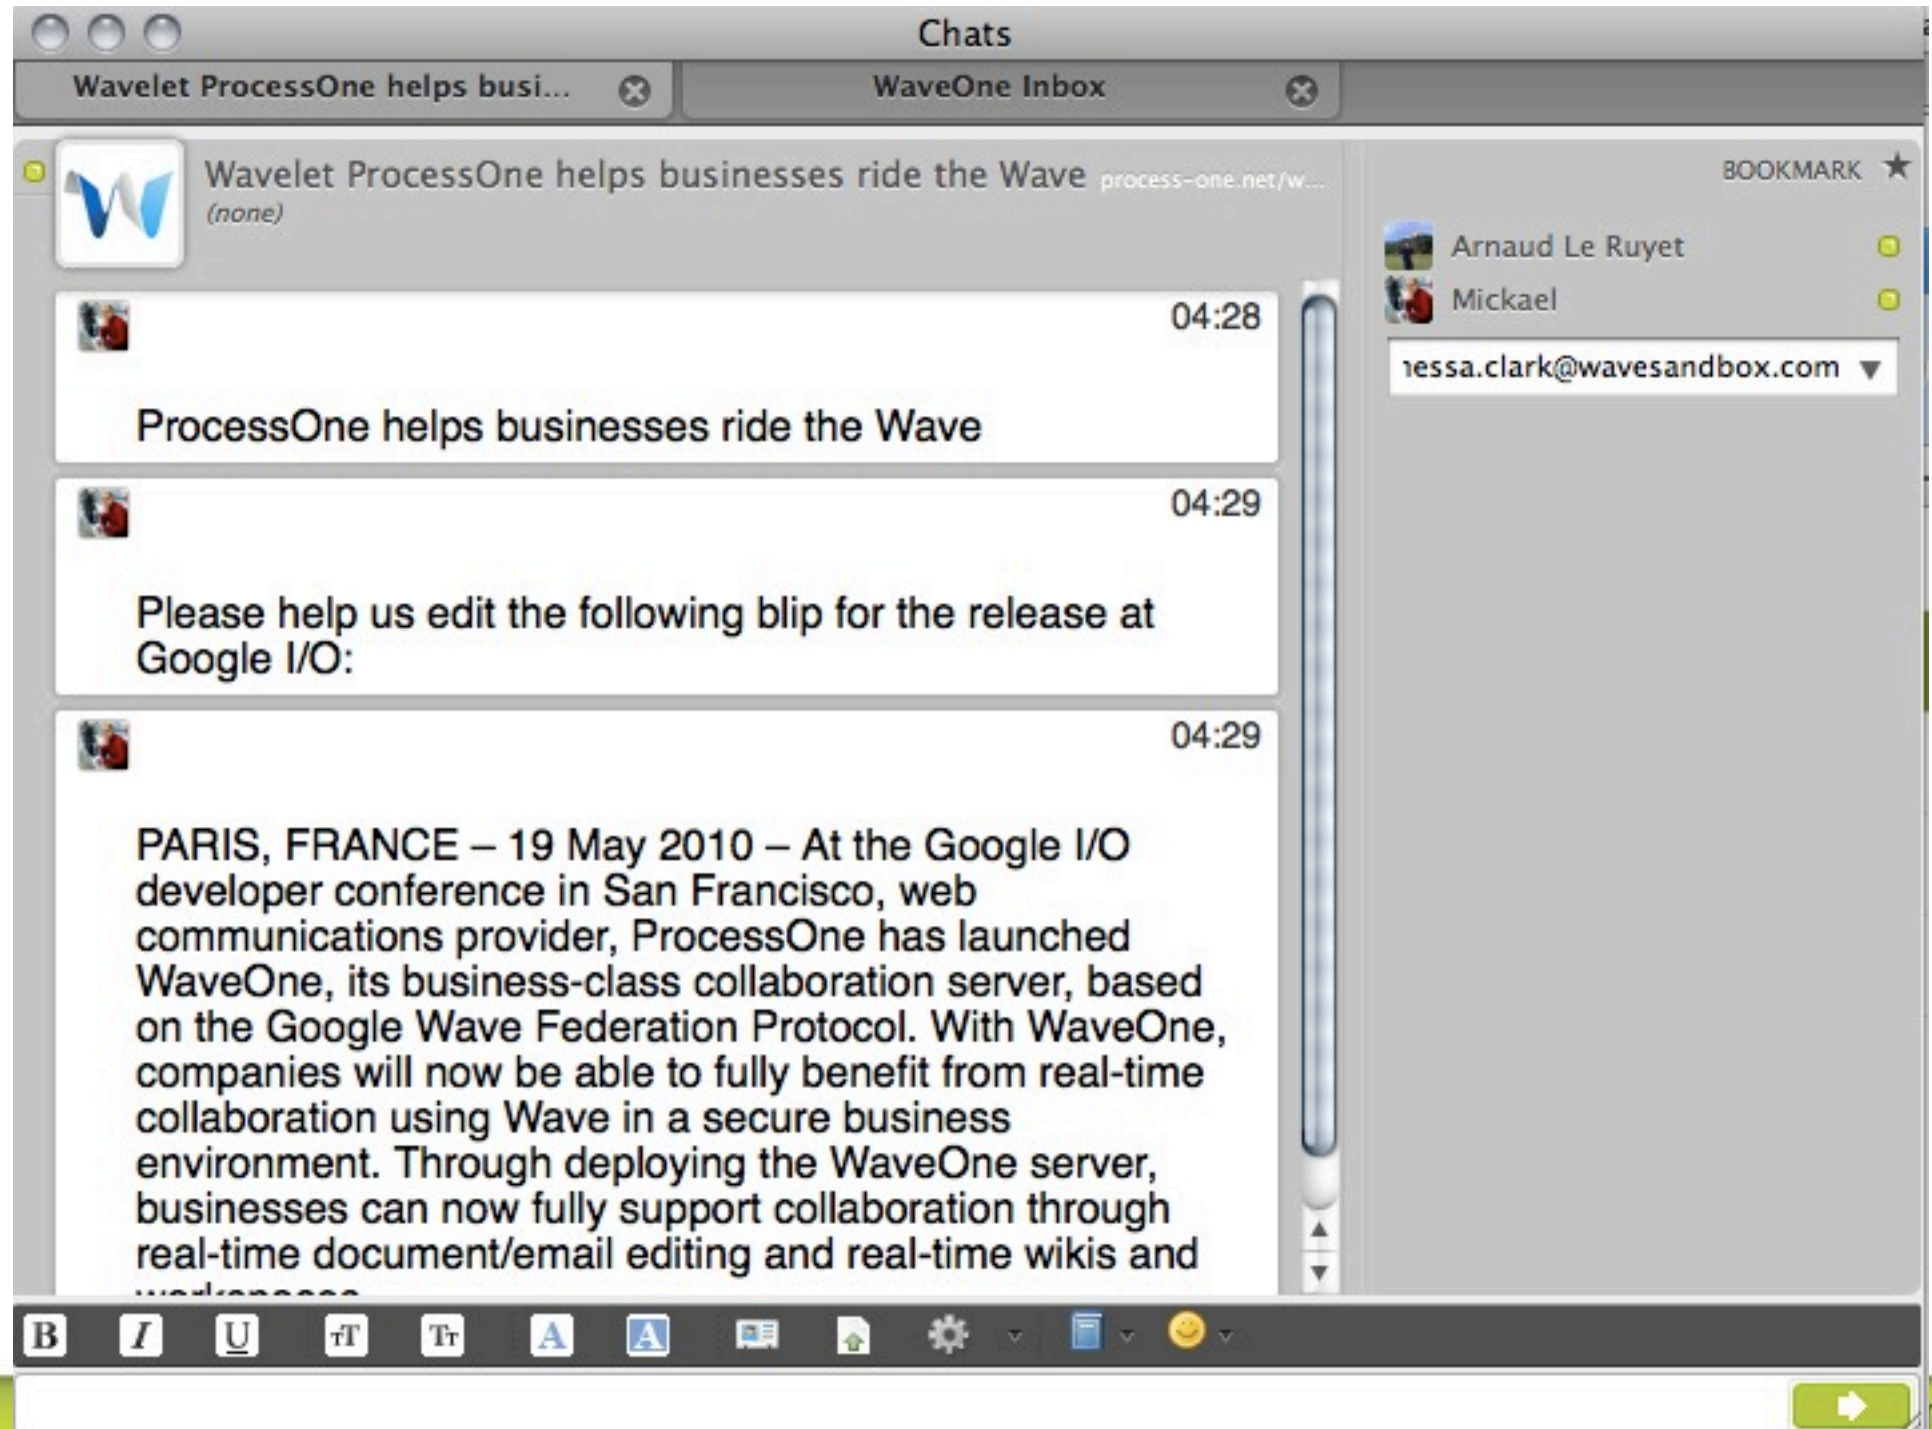 Chats
Wavelet ProcessOne helps busi...
WaveOne Inbox
Wavelet ProcessOne helps businesses ride the Wave process-one.net/w...
(none)
BOOKMARK
Arnaud Le Ruyet
Mickael
essa.clark@wavesandbox.com
04:28
ProcessOne helps businesses ride the Wave
04:29
Please help us edit the following blip for the release at
Google I/O:
04:29
PARIS, FRANCE – 19 May 2010 – At the Google I/O
developer conference in San Francisco, web
communications provider, ProcessOne has launched
WaveOne, its business-class collaboration server, based
on the Google Wave Federation Protocol. With WaveOne,
companies will now be able to fully benefit from real-time
collaboration using Wave in a secure business
environment. Through deploying the WaveOne server,
businesses can now fully support collaboration through
real-time document/email editing and real-time wikis and
B I U TT TT A A